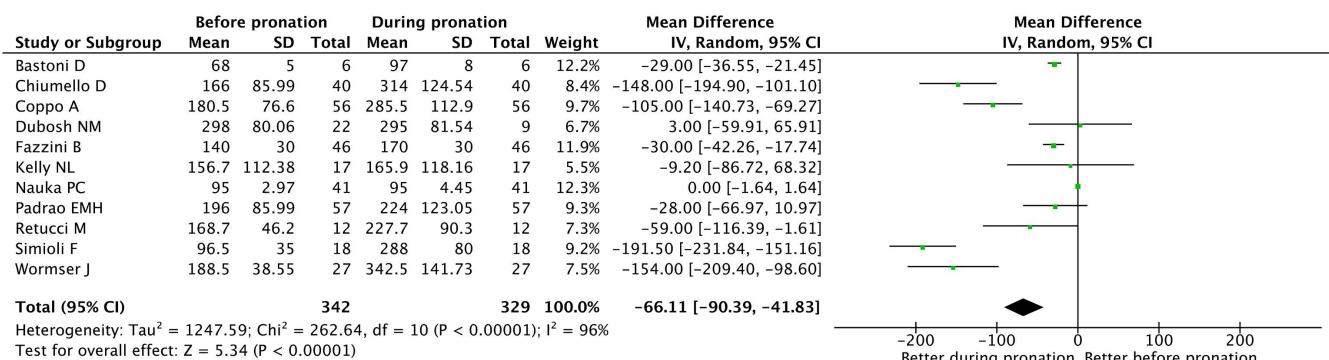 Before pronation During pronation Mean Difference Mean Difference
Study or Subgroup Mean SD Total Mean SD Total Weight IV, Random, 95% CI IV, Random, 95% CI
Bastoni D 68 5 6 97 8 6 12.2% −29.00 [−36.55, −21.45]
Chiumello D 166 85.99 40 314 124.54 40 8.4% −148.00 [−194.90, −101.10]
Coppo A 180.5 76.6 56 285.5 112.9 56 9.7% −105.00 [−140.73, −69.27]
Dubosh NM 298 80.06 22 295 81.54 9 6.7% 3.00 [−59.91, 65.91]
Fazzini B 140 30 46 170 30 46 11.9% −30.00 [−42.26, −17.74]
Kelly NL 156.7 112.38 17 165.9 118.16 17 5.5% −9.20 [−86.72, 68.32]
Nauka PC 95 2.97 41 95 4.45 41 12.3% 0.00 [−1.64, 1.64]
Padrao EMH 196 85.99 57 224 123.05 57 9.3% −28.00 [−66.97, 10.97]
Retucci M 168.7 46.2 12 227.7 90.3 12 7.3% −59.00 [−116.39, −1.61]
Simioli F 96.5 35 18 288 80 18 9.2% −191.50 [−231.84, −151.16]
Wormser J 188.5 38.55 27 342.5 141.73 27 7.5% −154.00 [−209.40, −98.60]
Total (95% CI) 342 329 100.0% −66.11 [−90.39, −41.83]
Heterogeneity: Tau² = 1247.59; Chi² = 262.64, df = 10 (P < 0.00001); I² = 96%
Test for overall effect: Z = 5.34 (P < 0.00001)
−200 −100 0 100 200
Better during pronation Better before pronation